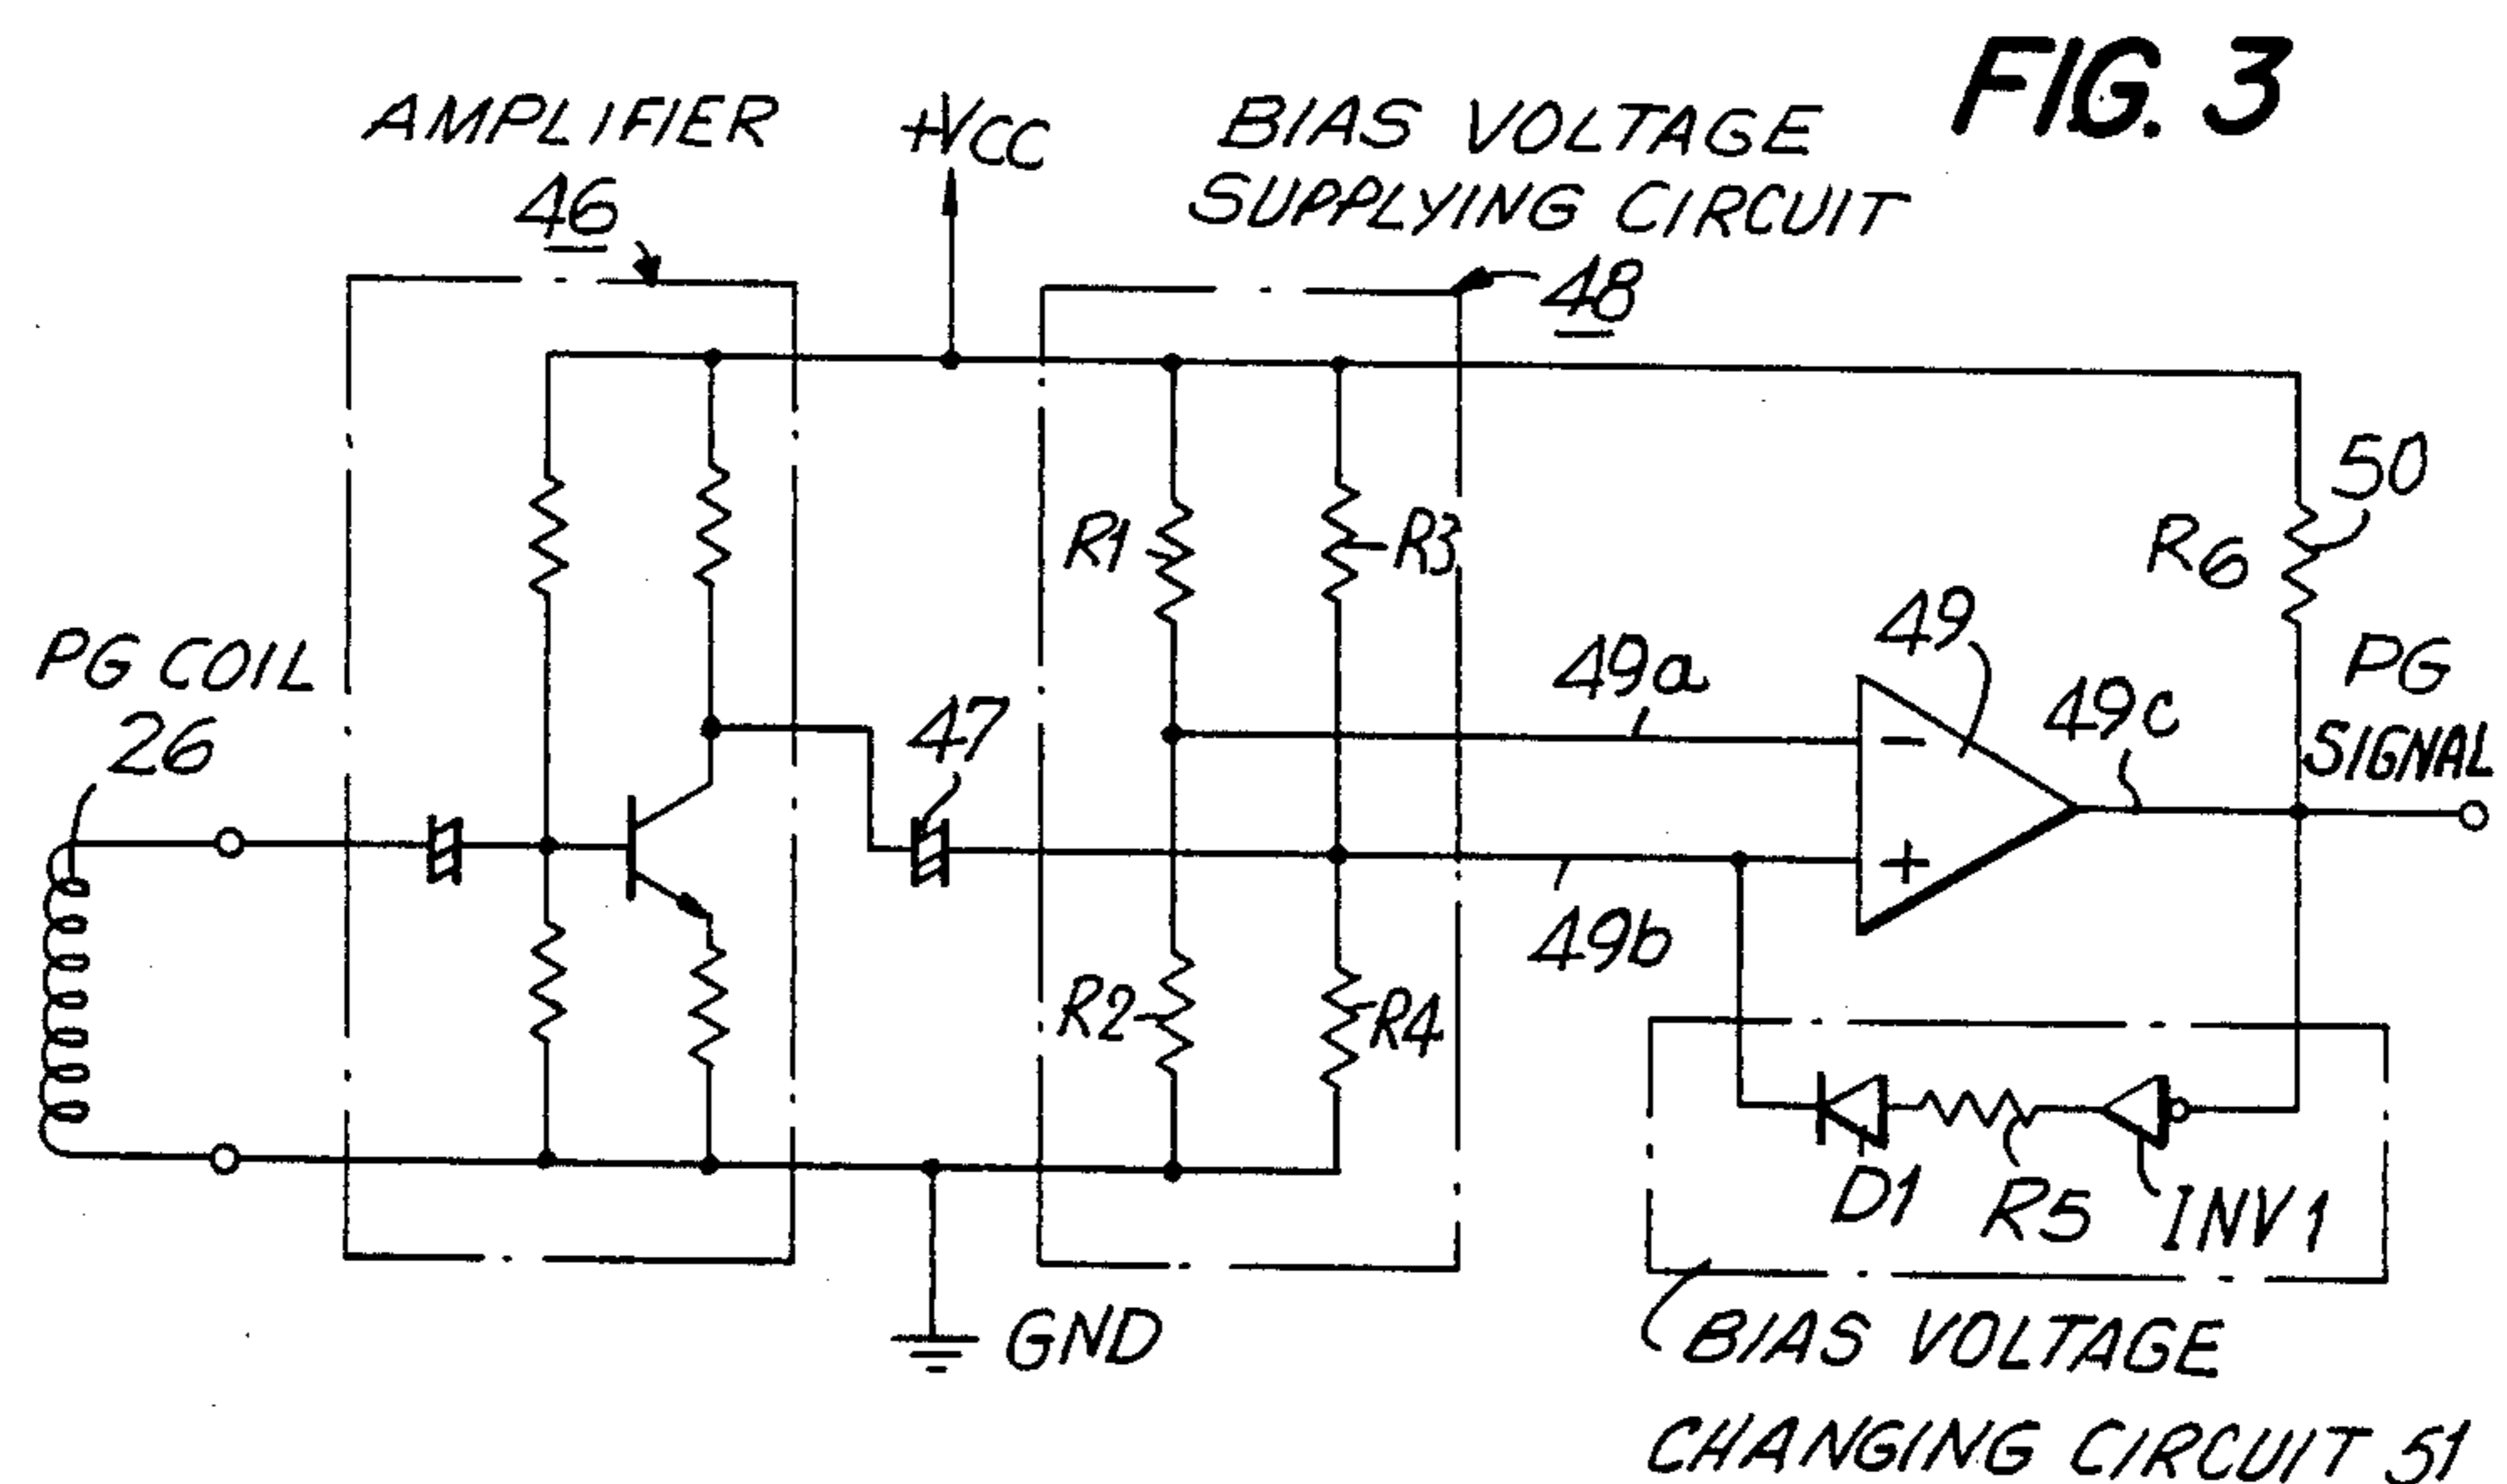 FIG. 3
AMPLIFIER
46
+VCC
BIAS VOLTAGE
SUPPLYING CIRCUIT
48
50
R1
R3
R6
49
PG COIL
26
47
49a
49c
PG
SIGNAL
-
+
49b
R2
R4
D1
R5
INV1
GND
BIAS VOLTAGE
CHANGING CIRCUIT 51